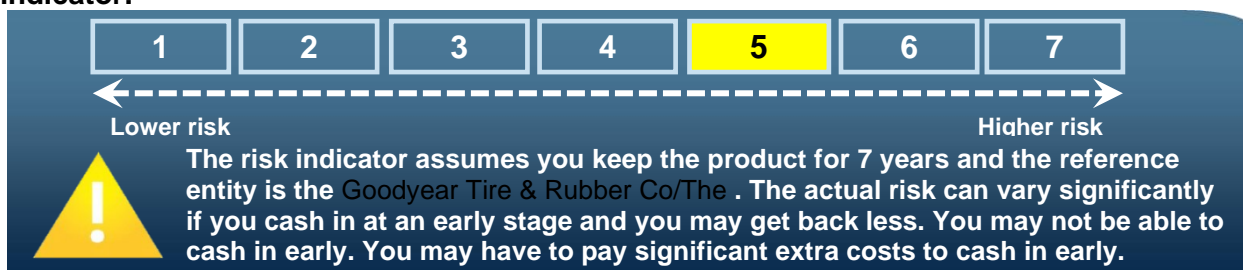 Indicator:
1 2 3 4 5 6 7
Lower risk Higher risk
The risk indicator assumes you keep the product for 7 years and the reference
entity is the Goodyear Tire & Rubber Co/The . The actual risk can vary significantly
if you cash in at an early stage and you may get back less. You may not be able to
cash in early. You may have to pay significant extra costs to cash in early.